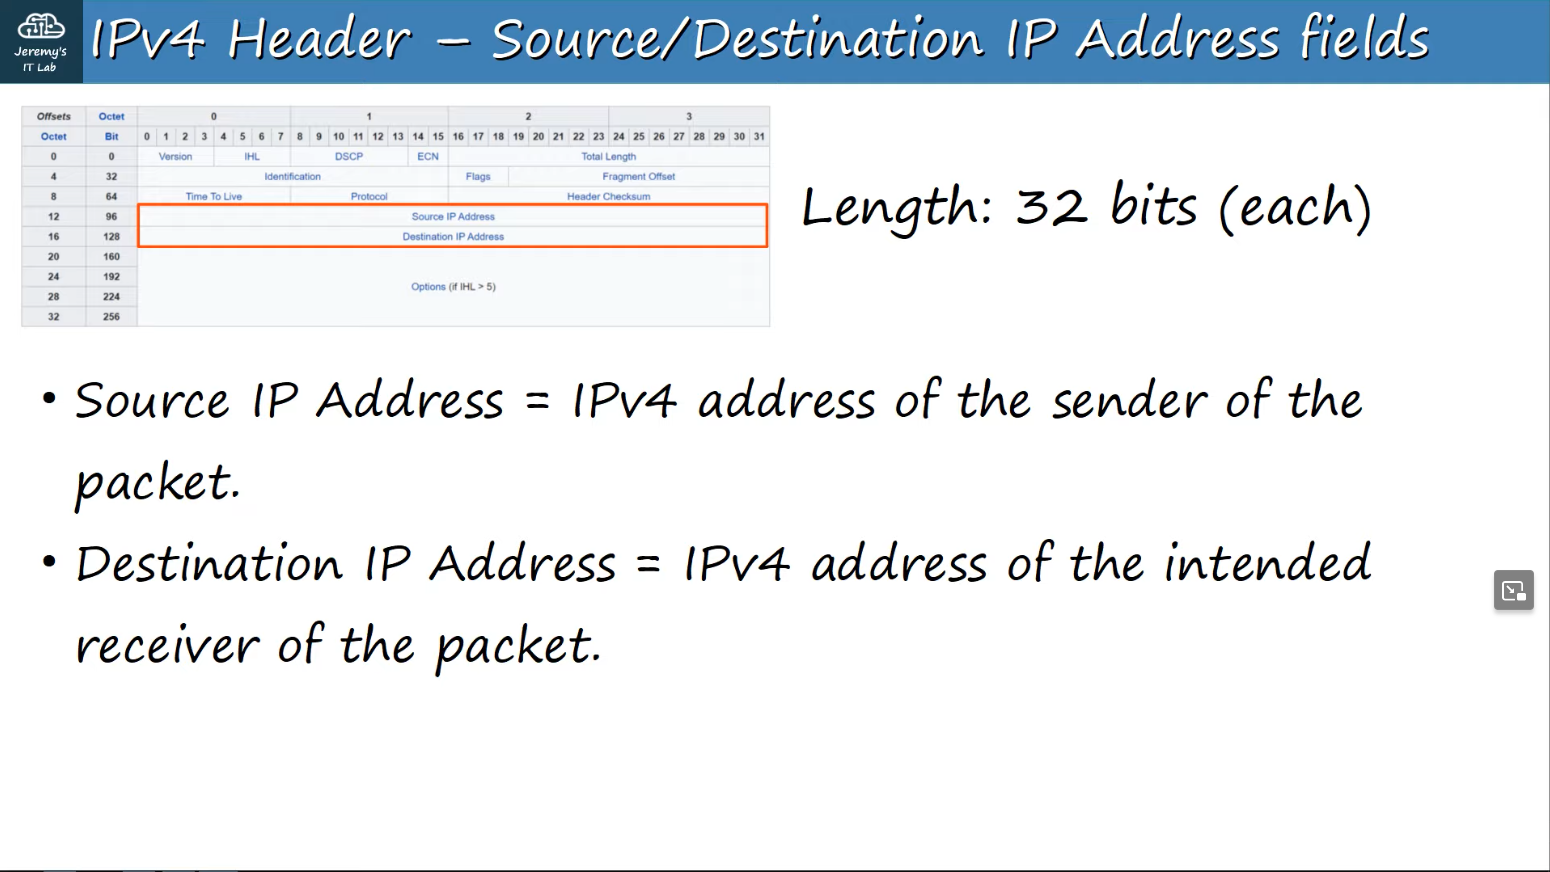 Jeremy's
IT Lab
IPv4 Header – Source/Destination IP Address fields
Offsets Octet 0 1 2 3
Octet Bit 0 1 2 3 4 5 6 7 8 9 10 11 12 13 14 15 16 17 18 19 20 21 22 23 24 25 26 27 28 29 30 31
0 0 Version IHL DSCP ECN Total Length
4 32 Identification Flags Fragment Offset
8 64 Time To Live Protocol Header Checksum
12 96 Source IP Address
16 128 Destination IP Address
20 160
24 192
Options (if IHL > 5)
28 224
32 256
Length: 32 bits (each)
• Source IP Address = IPv4 address of the sender of the
packet.
• Destination IP Address = IPv4 address of the intended
receiver of the packet.